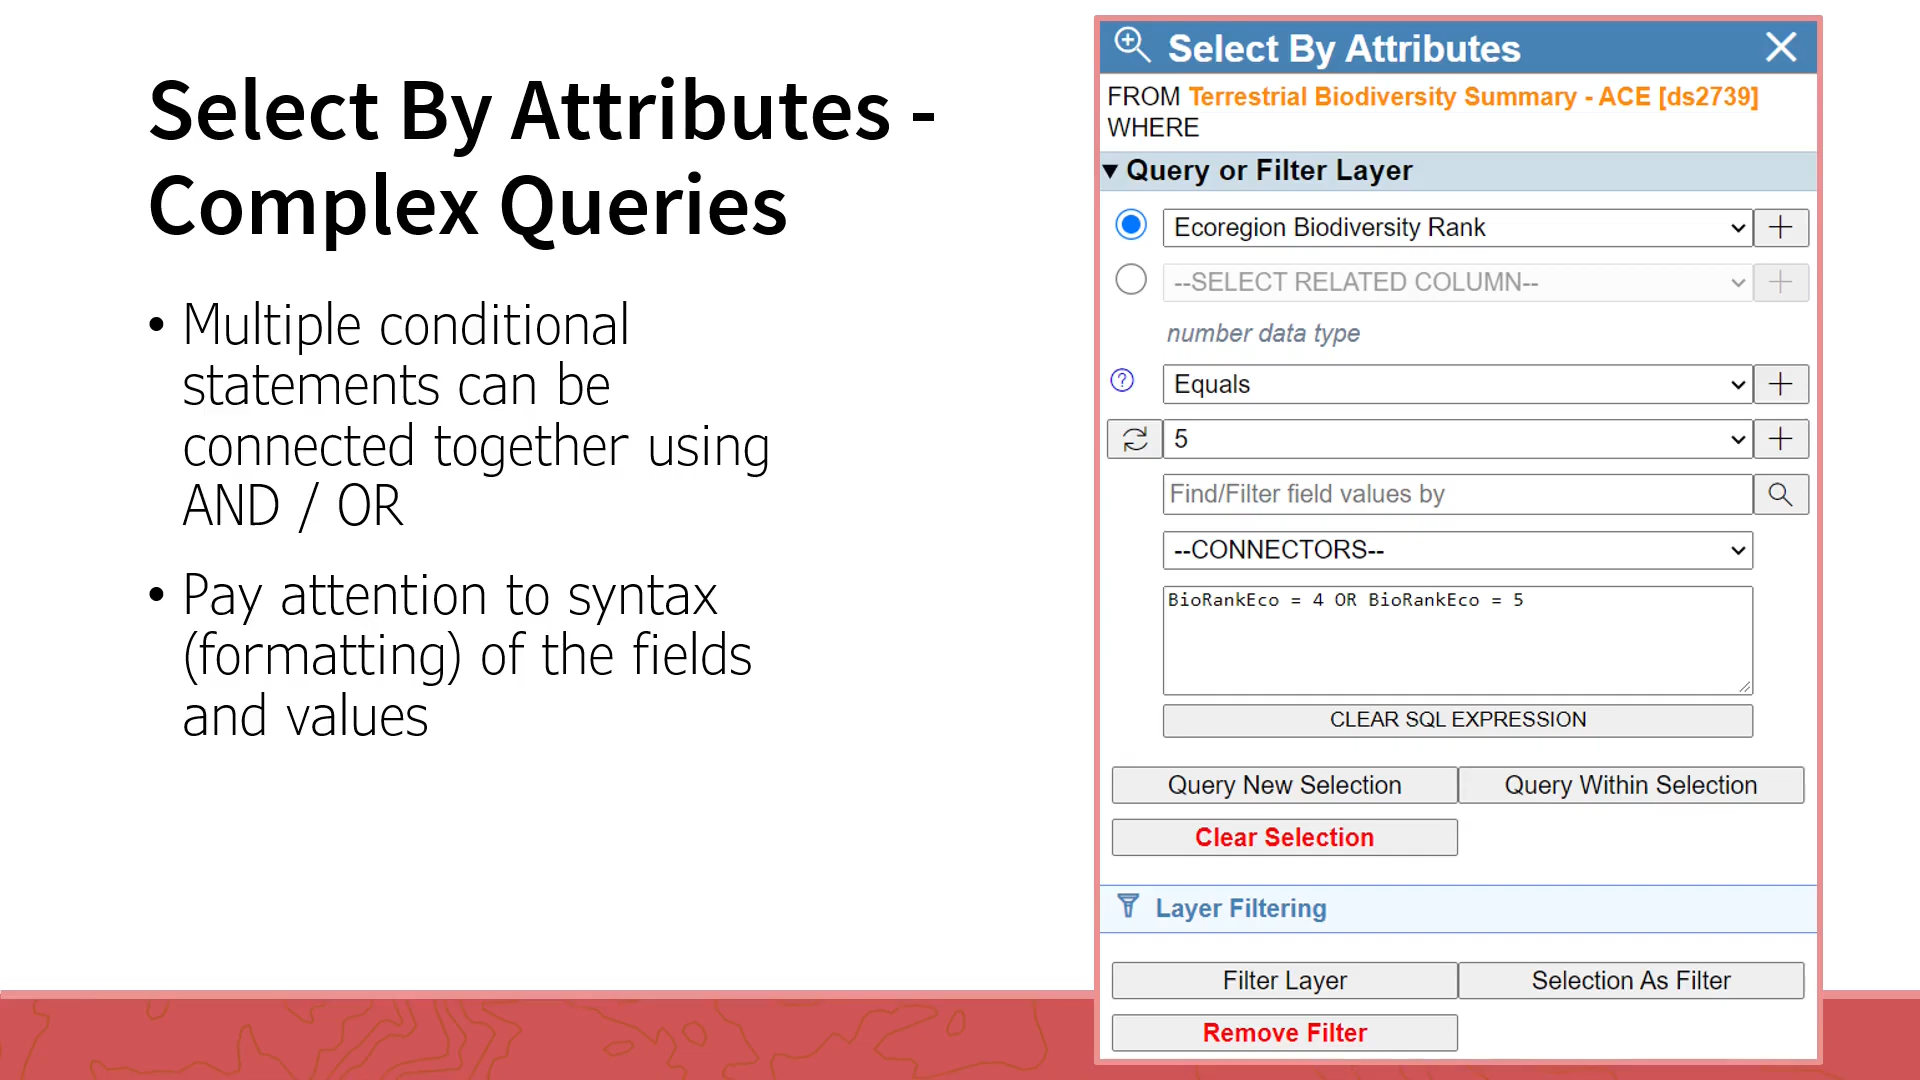 Select By Attributes -
Complex Queries
• Multiple conditional
statements can be
connected together using
AND / OR
• Pay attention to syntax
(formatting) of the fields
and values
Select By Attributes
FROM Terrestrial Biodiversity Summary - ACE [ds2739]
WHERE
Query or Filter Layer
Ecoregion Biodiversity Rank
--SELECT RELATED COLUMN--
number data type
Equals
5
Find/Filter field values by
--CONNECTORS--
BioRankEco = 4 OR BioRankEco = 5
CLEAR SQL EXPRESSION
Query New Selection Query Within Selection
Clear Selection
Layer Filtering
Filter Layer Selection As Filter
Remove Filter